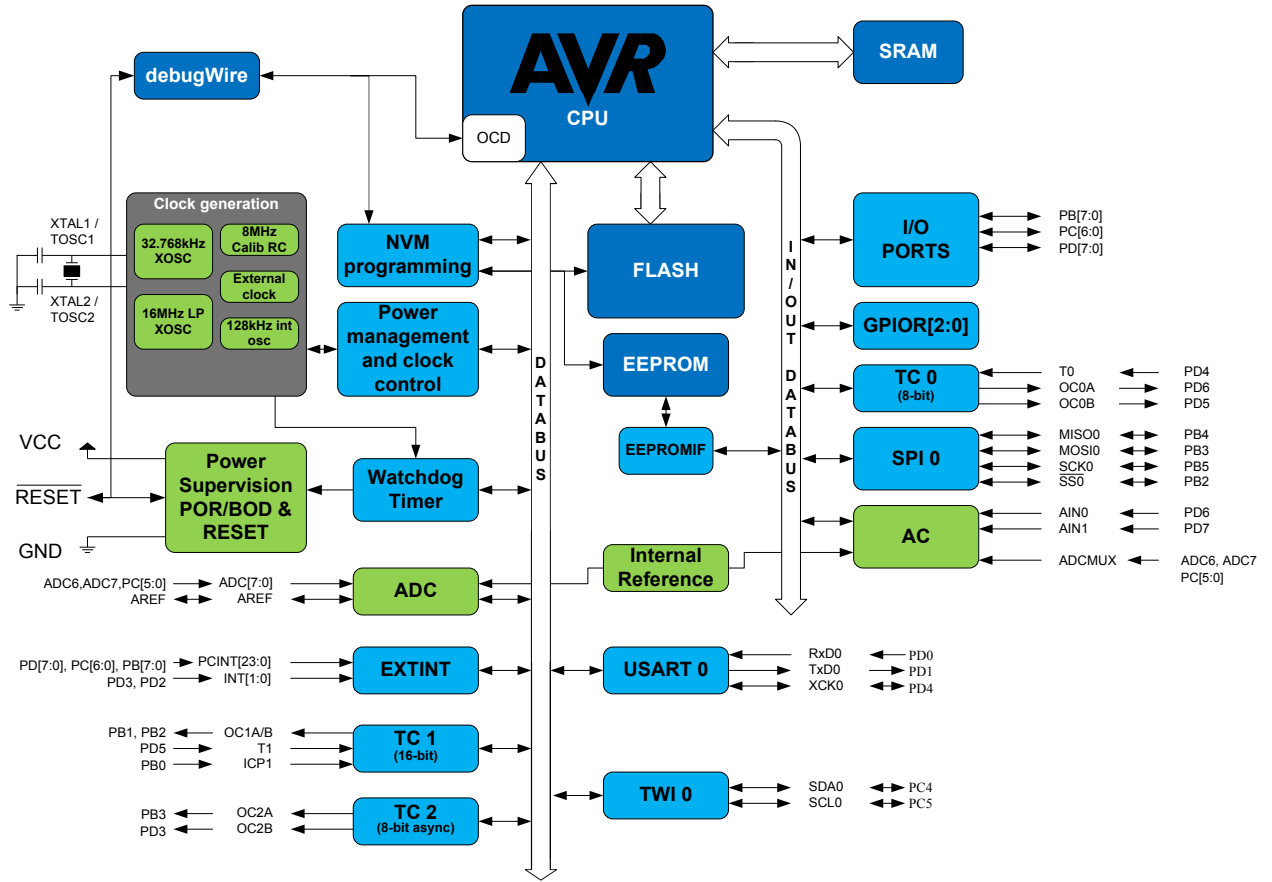 AVR
CPU
OCD
SRAM
debugWire
Clock generation
XTAL1 /
TOSC1
XTAL2 /
TOSC2
32.768kHz
XOSC
8MHz
Calib RC
External
clock
16MHz LP
XOSC
128kHz int
osc
NVM
programming
Power
management
and clock
control
FLASH
EEPROM
EEPROMIF
DATABUS
IN/OUT DATABUS
I/O
PORTS
PB[7:0]
PC[6:0]
PD[7:0]
GPIOR[2:0]
TC 0
(8-bit)
T0 PD4
OC0A PD6
OC0B PD5
SPI 0
MISO0 PB4
MOSI0 PB3
SCK0 PB5
SS0 PB2
AC
AIN0 PD6
AIN1 PD7
ADCMUX ADC6, ADC7
PC[5:0]
VCC
RESET
GND
Power
Supervision
POR/BOD &
RESET
Watchdog
Timer
Internal
Reference
ADC6,ADC7,PC[5:0] ADC[7:0]
AREF AREF
ADC
PD[7:0], PC[6:0], PB[7:0] PCINT[23:0]
PD3, PD2 INT[1:0]
EXTINT
USART 0
RxD0 PD0
TxD0 PD1
XCK0 PD4
PB1, PB2 OC1A/B
PD5 T1
PB0 ICP1
TC 1
(16-bit)
TWI 0
SDA0 PC4
SCL0 PC5
PB3 OC2A
PD3 OC2B
TC 2
(8-bit async)